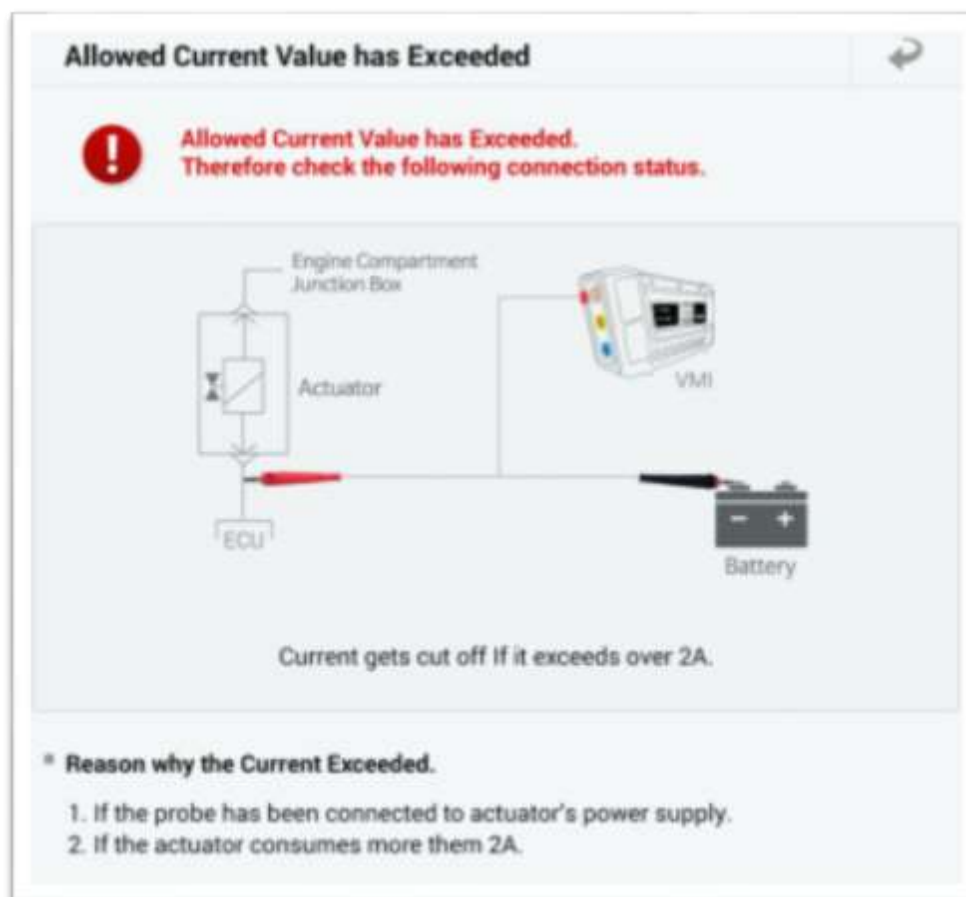 Allowed Current Value has Exceeded
Allowed Current Value has Exceeded.
Therefore check the following connection status.
Engine Compartment
Junction Box
Actuator
VMI
ECU
- +
Battery
Current gets cut off If it exceeds over 2A.
Reason why the Current Exceeded.
1. If the probe has been connected to actuator's power supply.
2. If the actuator consumes more them 2A.